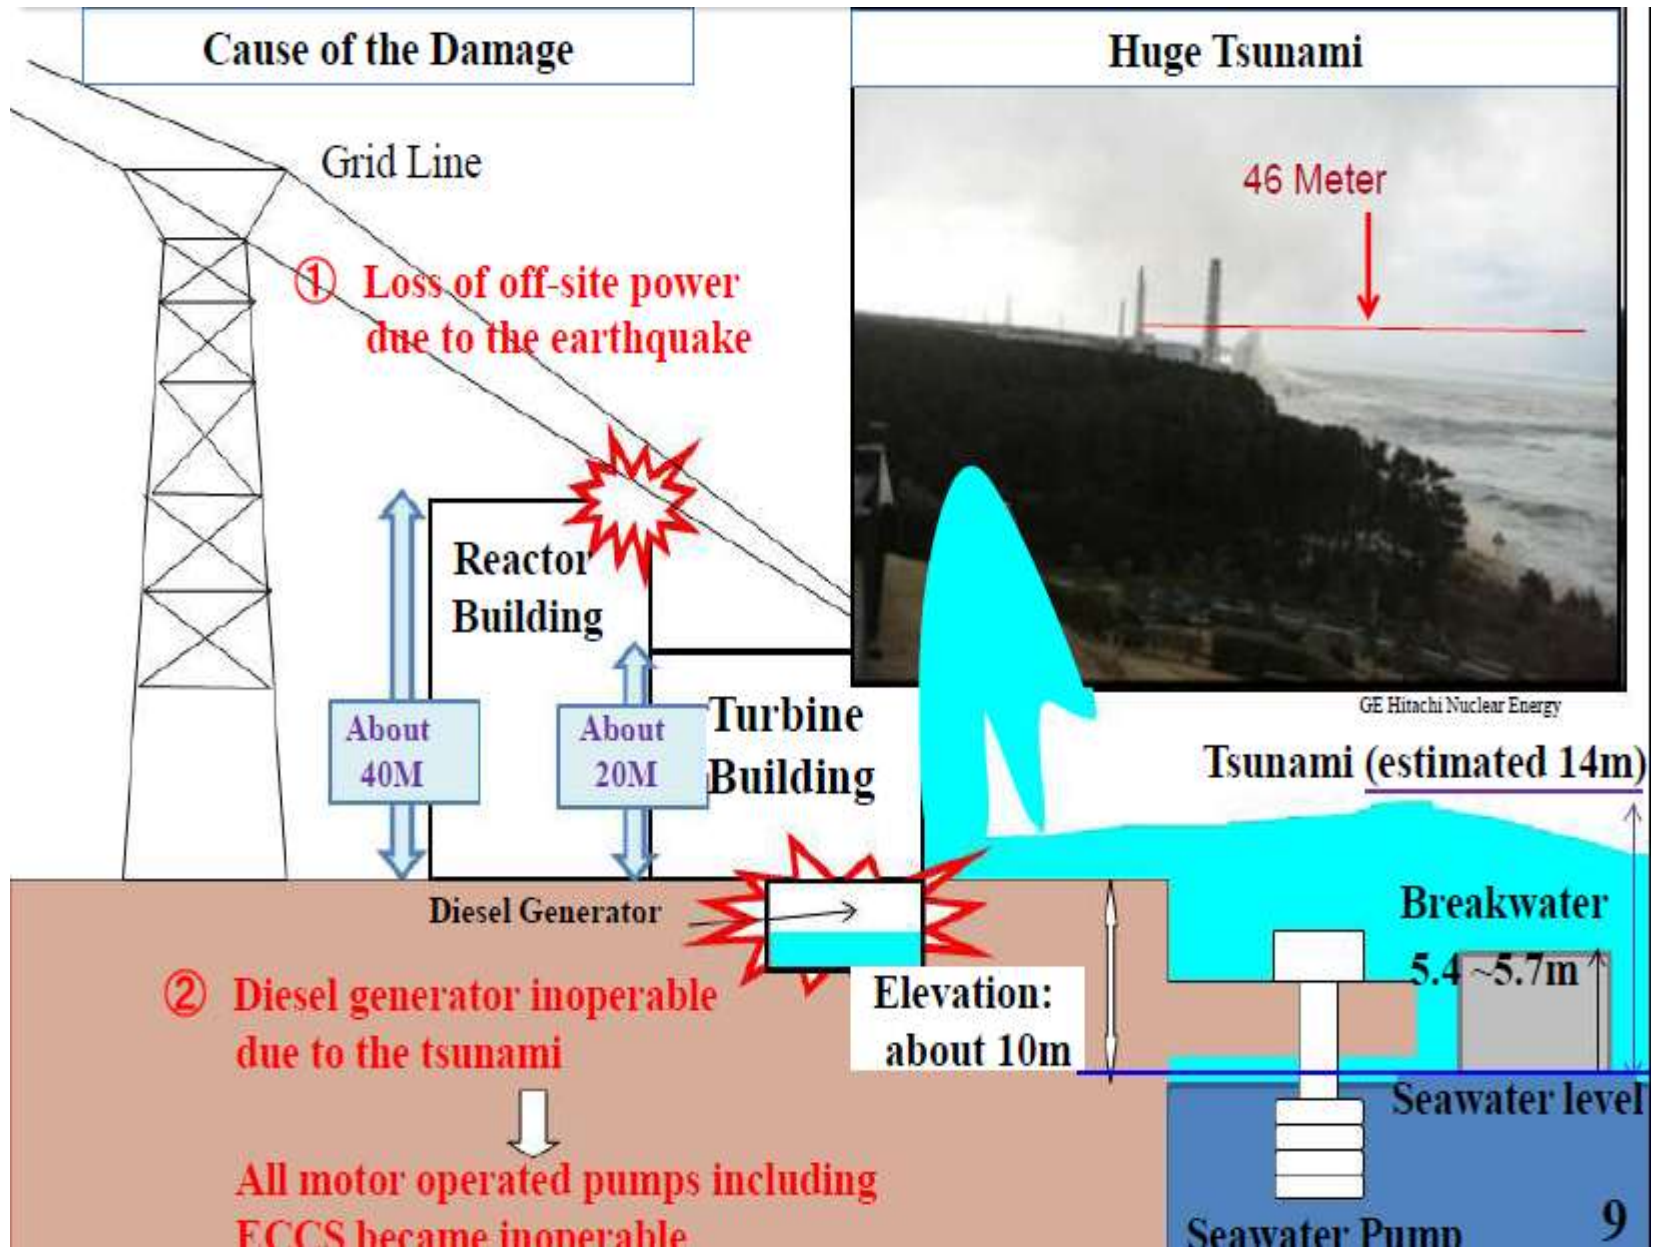 Cause of the Damage
Huge Tsunami
Grid Line
46 Meter
① Loss of off-site power
due to the earthquake
Reactor
Building
About
40M
About
20M
Turbine
Building
GE Hitachi Nuclear Energy
Tsunami (estimated 14m)
Diesel Generator
Breakwater
5.4 ~5.7m
② Diesel generator inoperable
due to the tsunami
Elevation:
about 10m
Seawater level
All motor operated pumps including
ECCS became inoperable
Seawater Pump
9